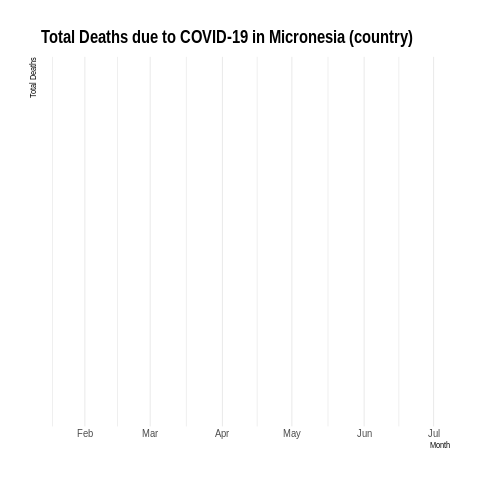 Total Deaths due to COVID-19 in Micronesia (country)
Total Deaths
Feb Mar Apr May Jun Jul
Month